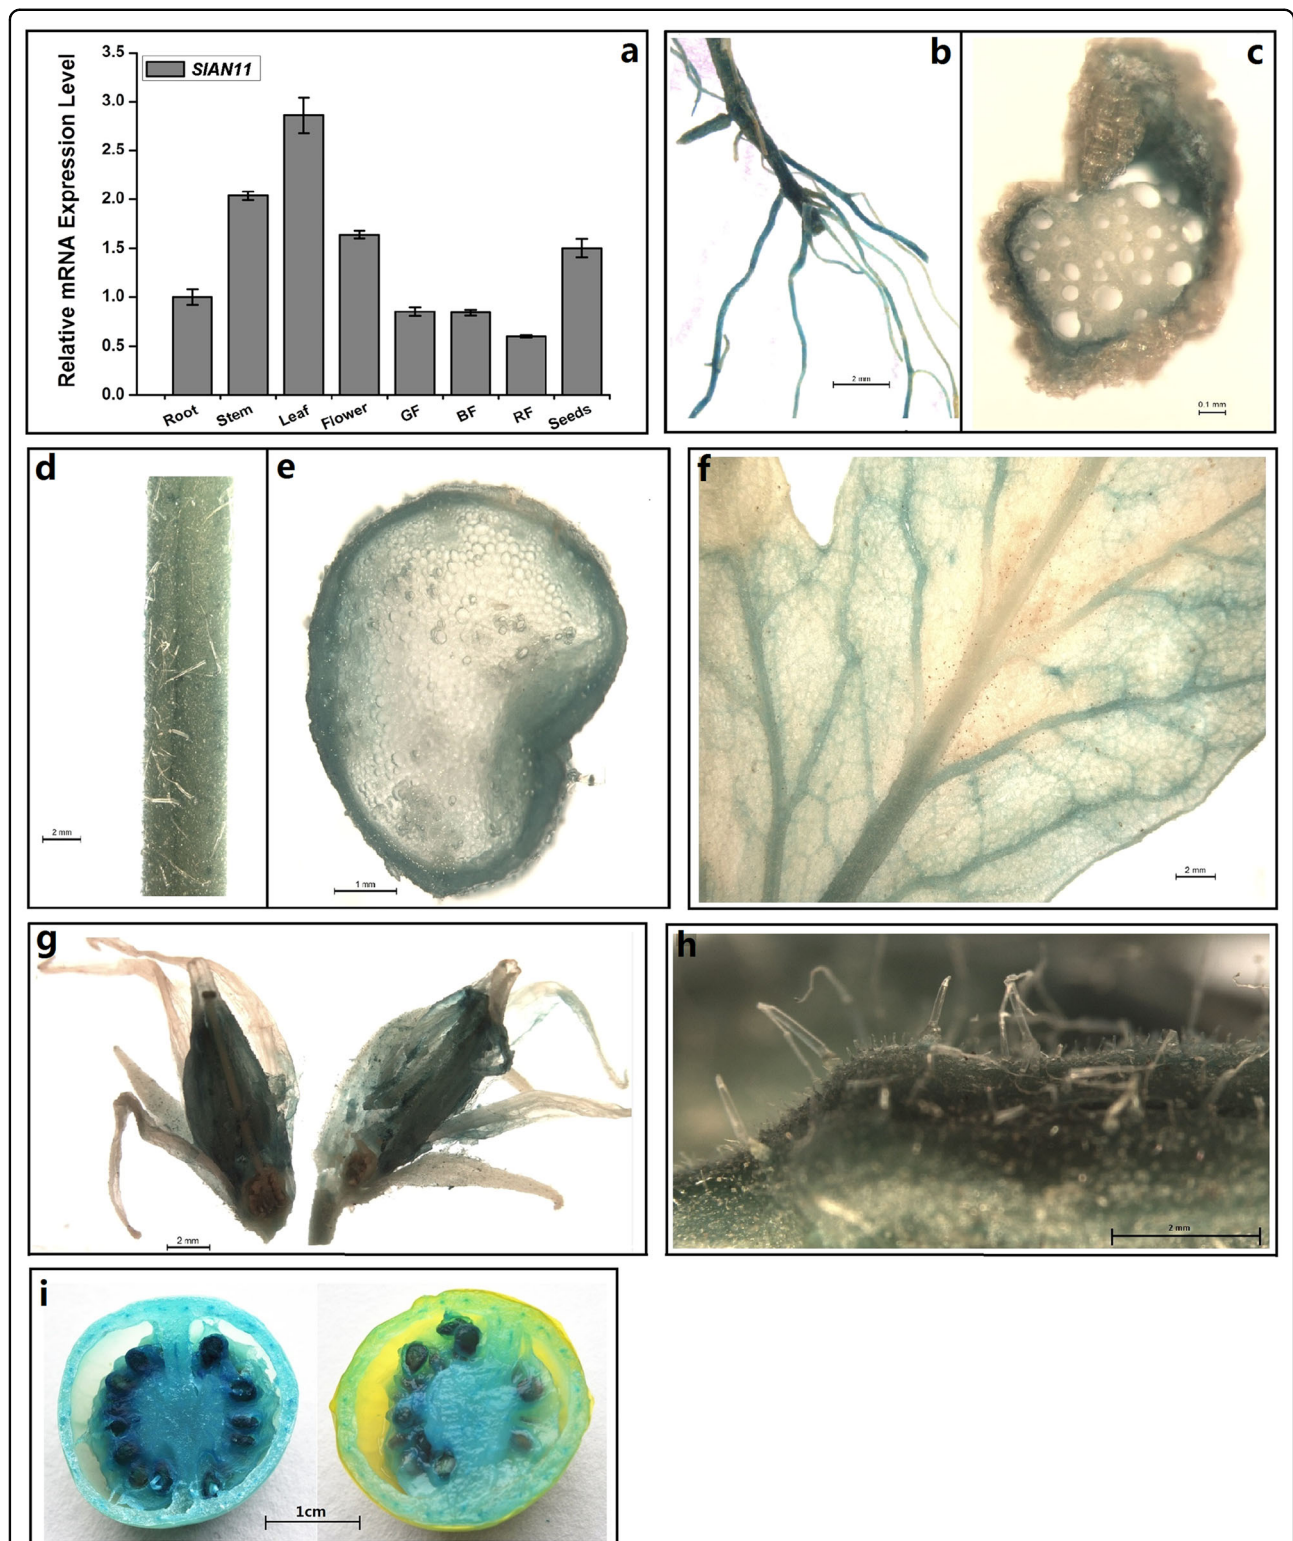 a
SlAN11
Relative mRNA Expression Level
3.5
3.0
2.5
2.0
1.5
1.0
0.5
0.0
Root Stem Leaf Flower GF BF RF Seeds
b
2 mm
c
0.1 mm
d
2 mm
e
1 mm
f
2 mm
g
2 mm
h
2 mm
i
1cm